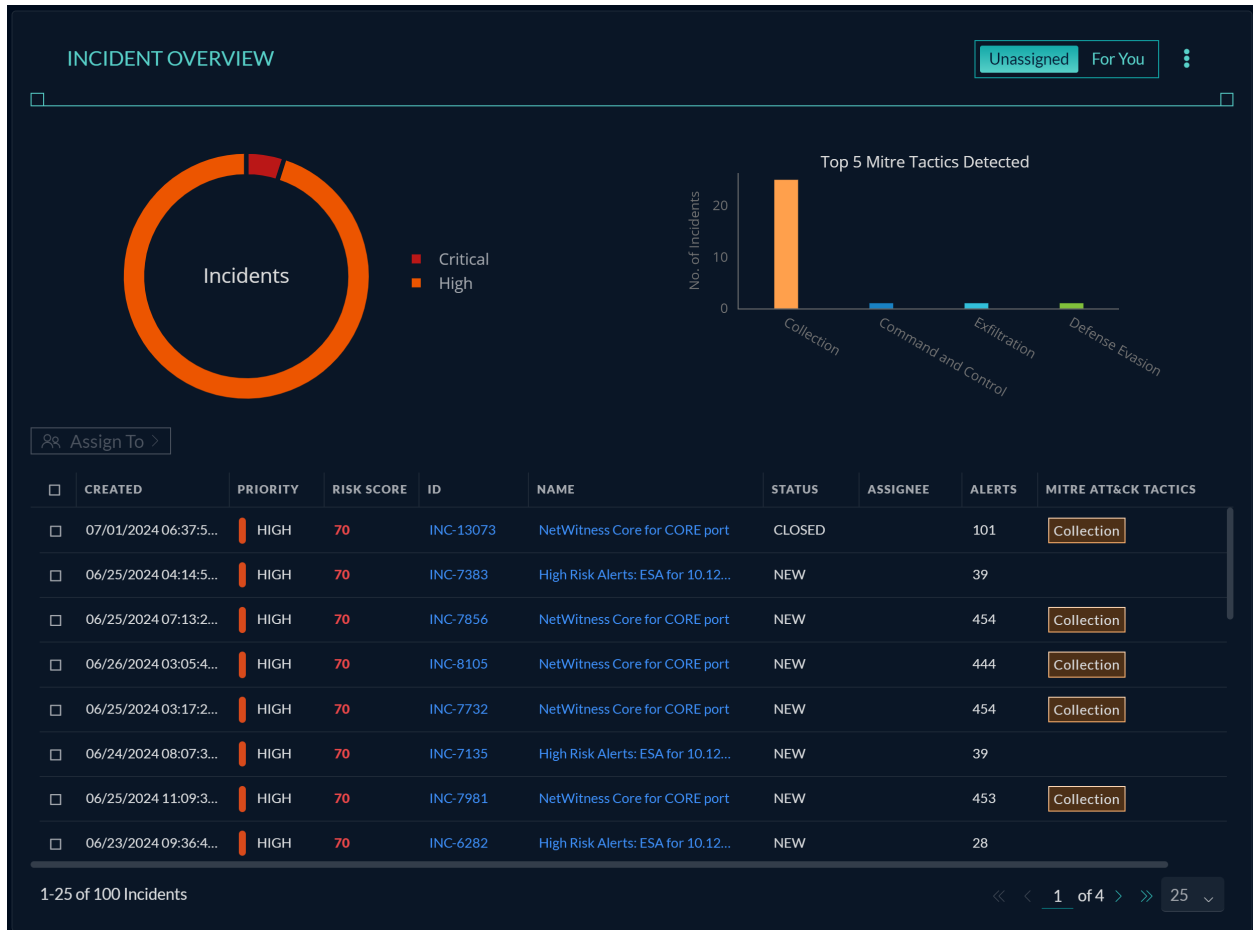 INCIDENT OVERVIEW
Unassigned For You
Top 5 Mitre Tactics Detected
Incidents
Critical
High
No. of Incidents
20
10
0
Collection
Command and Control
Exfiltration
Defense Evasion
Assign To >
CREATED PRIORITY RISK SCORE ID NAME STATUS ASSIGNEE ALERTS MITRE ATT&CK TACTICS
07/01/2024 06:37:5... HIGH 70 INC-13073 NetWitness Core for CORE port CLOSED 101 Collection
06/25/2024 04:14:5... HIGH 70 INC-7383 High Risk Alerts: ESA for 10.12... NEW 39
06/25/2024 07:13:2... HIGH 70 INC-7856 NetWitness Core for CORE port NEW 454 Collection
06/26/2024 03:05:4... HIGH 70 INC-8105 NetWitness Core for CORE port NEW 444 Collection
06/25/2024 03:17:2... HIGH 70 INC-7732 NetWitness Core for CORE port NEW 454 Collection
06/24/2024 08:07:3... HIGH 70 INC-7135 High Risk Alerts: ESA for 10.12... NEW 39
06/25/2024 11:09:3... HIGH 70 INC-7981 NetWitness Core for CORE port NEW 453 Collection
06/23/2024 09:36:4... HIGH 70 INC-6282 High Risk Alerts: ESA for 10.12... NEW 28
1-25 of 100 Incidents « < 1 of 4 > » 25